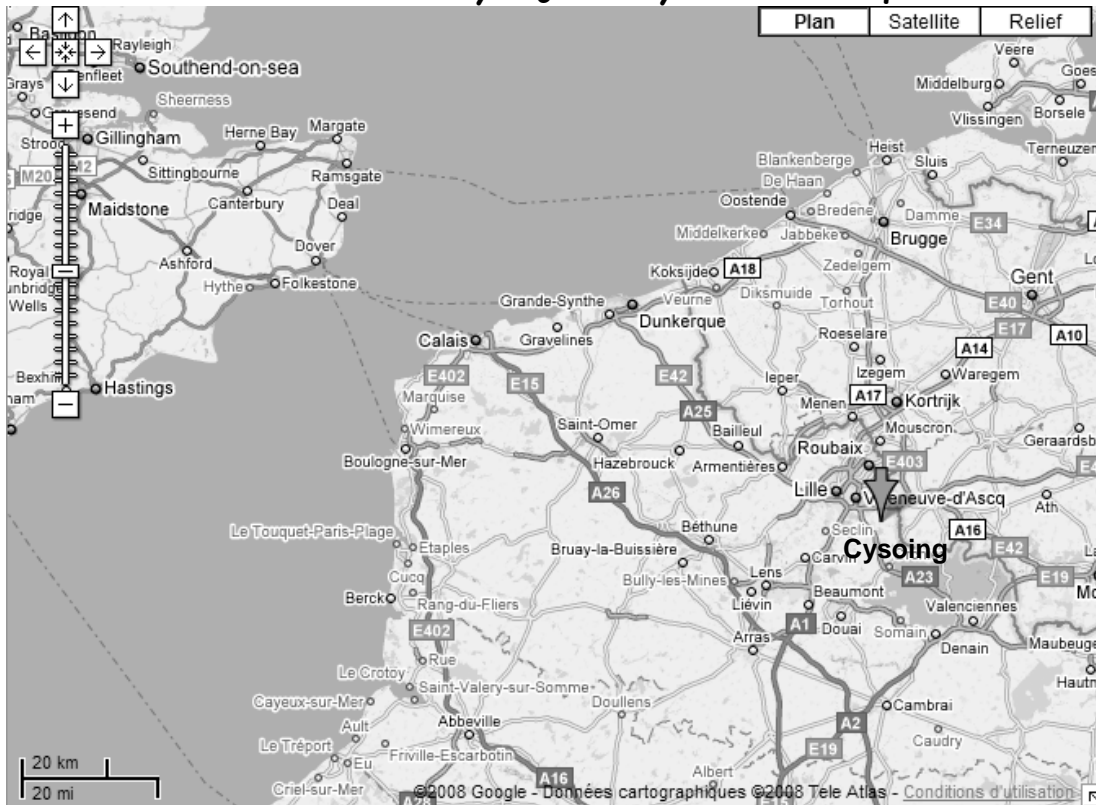 Plan Satellite Relief
Rayleigh
Southend-on-sea
Sheerness
Gillingham
Herne Bay
Margate
Ramsgate
M2
M20
Sittingbourne
Canterbury
Maidstone
Deal
Dover
Ashford
Hythe
Folkestone
Royal
Wells
Hastings
Veere
Middelburg
Goes
Vlissingen
Borsele
Terneuzen
Heist
Sluis
Blankenberge
De Haan
Oostende
Bredene
Damme
Middelkerke
Jabbeke
Brugge
E34
Zedelgem
Koksijde
A18
Gent
Veurne
Diksmuide
Torhout
E40
Grande-Synthe
Dunkerque
E17
Roeselare
A10
Calais
Gravelines
A14
Izegem
E402
E15
E42
Ieper
Waregem
Marquise
A17
Kortrijk
Menen
A25
Saint-Omer
Bailleul
Mouscron
Wimereux
Roubaix
Geraardsb
Boulogne-sur-Mer
Hazebrouck
Armentières
E403
A26
Lille
Villeneuve-d'Ascq
Ath
Le Touquet-Paris-Plage
Béthune
Seclin
A16
Etaples
Bruay-la-Buissière
Cysoing
E42
Carvin
Cucq
Bully-les-Mines
Lens
A23
E19
Berck
Rang-du-Fliers
Liévin
Beaumont
Valenciennes
E402
A1
Douai
Somain
Arras
Denain
Maubeuge
Rue
Le Crotoy
Saint-Valery-sur-Somme
Cayeux-sur-Mer
Doullens
Cambrai
Abbeville
Ault
A2
Le Tréport
Friville-Escarbotin
E19
Caudry
Eu
20 km
20 mi
A16
Albert
Criel-sur-Mer
A28
E15
©2008 Google - Données cartographiques ©2008 Tele Atlas - Conditions d'utilisation